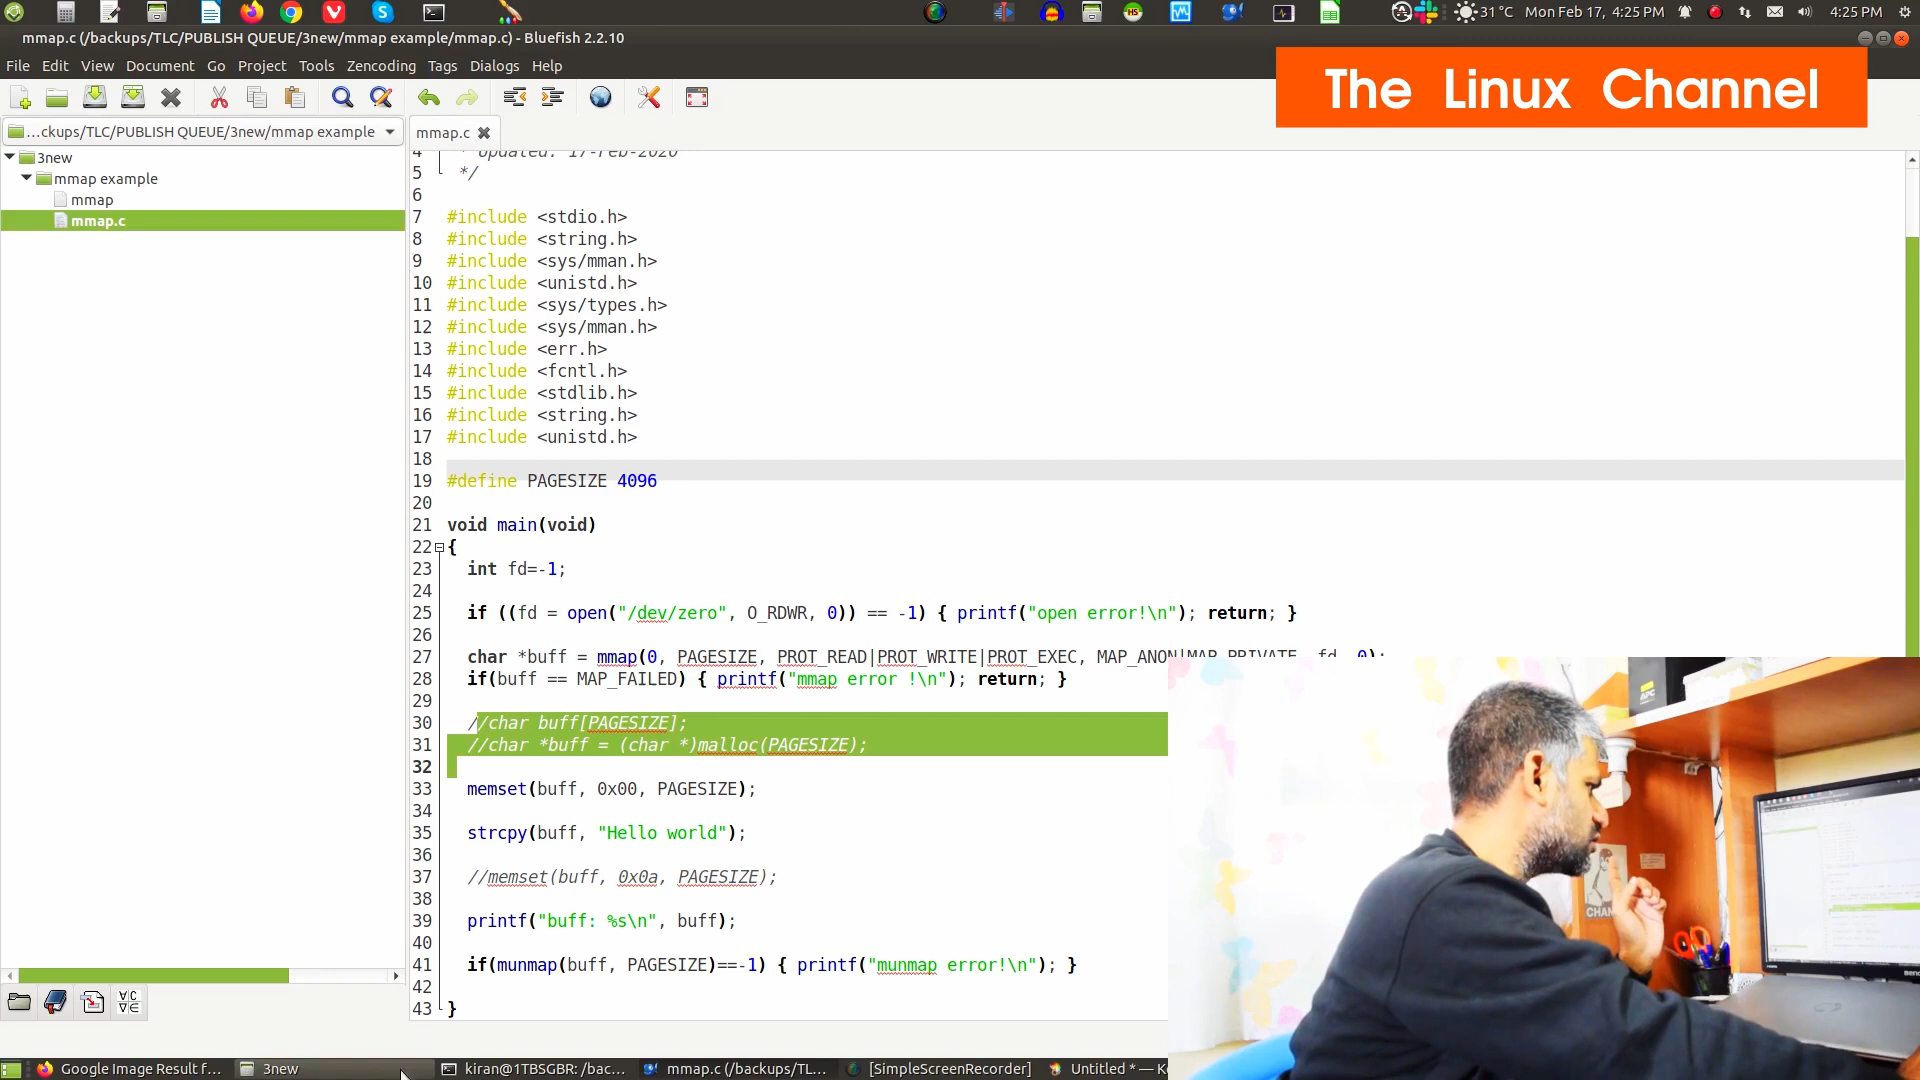 31 °C Mon Feb 17, 4:25 PM 4:25 PM
mmap.c (/backups/TLC/PUBLISH QUEUE/3new/mmap example/mmap.c) - Bluefish 2.2.10
File Edit View Document Go Project Tools Zencoding Tags Dialogs Help
The Linux Channel
...ckups/TLC/PUBLISH QUEUE/3new/mmap example
mmap.c
3new
mmap example
mmap
mmap.c
4 * Updated: 17-Feb-2020
5 */
6
7 #include <stdio.h>
8 #include <string.h>
9 #include <sys/mman.h>
10 #include <unistd.h>
11 #include <sys/types.h>
12 #include <sys/mman.h>
13 #include <err.h>
14 #include <fcntl.h>
15 #include <stdlib.h>
16 #include <string.h>
17 #include <unistd.h>
18
19 #define PAGESIZE 4096
20
21 void main(void)
22 {
23 int fd=-1;
24
25 if ((fd = open("/dev/zero", O_RDWR, 0)) == -1) { printf("open error!\n"); return; }
26
27 char *buff = mmap(0, PAGESIZE, PROT_READ|PROT_WRITE|PROT_EXEC, MAP_ANON|MAP_PRIVATE, fd, 0);
28 if(buff == MAP_FAILED) { printf("mmap error !\n"); return; }
29
30 //char buff[PAGESIZE];
31 //char *buff = (char *)malloc(PAGESIZE);
32
33 memset(buff, 0x00, PAGESIZE);
34
35 strcpy(buff, "Hello world");
36
37 //memset(buff, 0x0a, PAGESIZE);
38
39 printf("buff: %s\n", buff);
40
41 if(munmap(buff, PAGESIZE)==-1) { printf("munmap error!\n"); }
42
43 }
Google Image Result f... 3new kiran@1TBSGBR: /bac... mmap.c (/backups/TL... [SimpleScreenRecorder] Untitled * — K